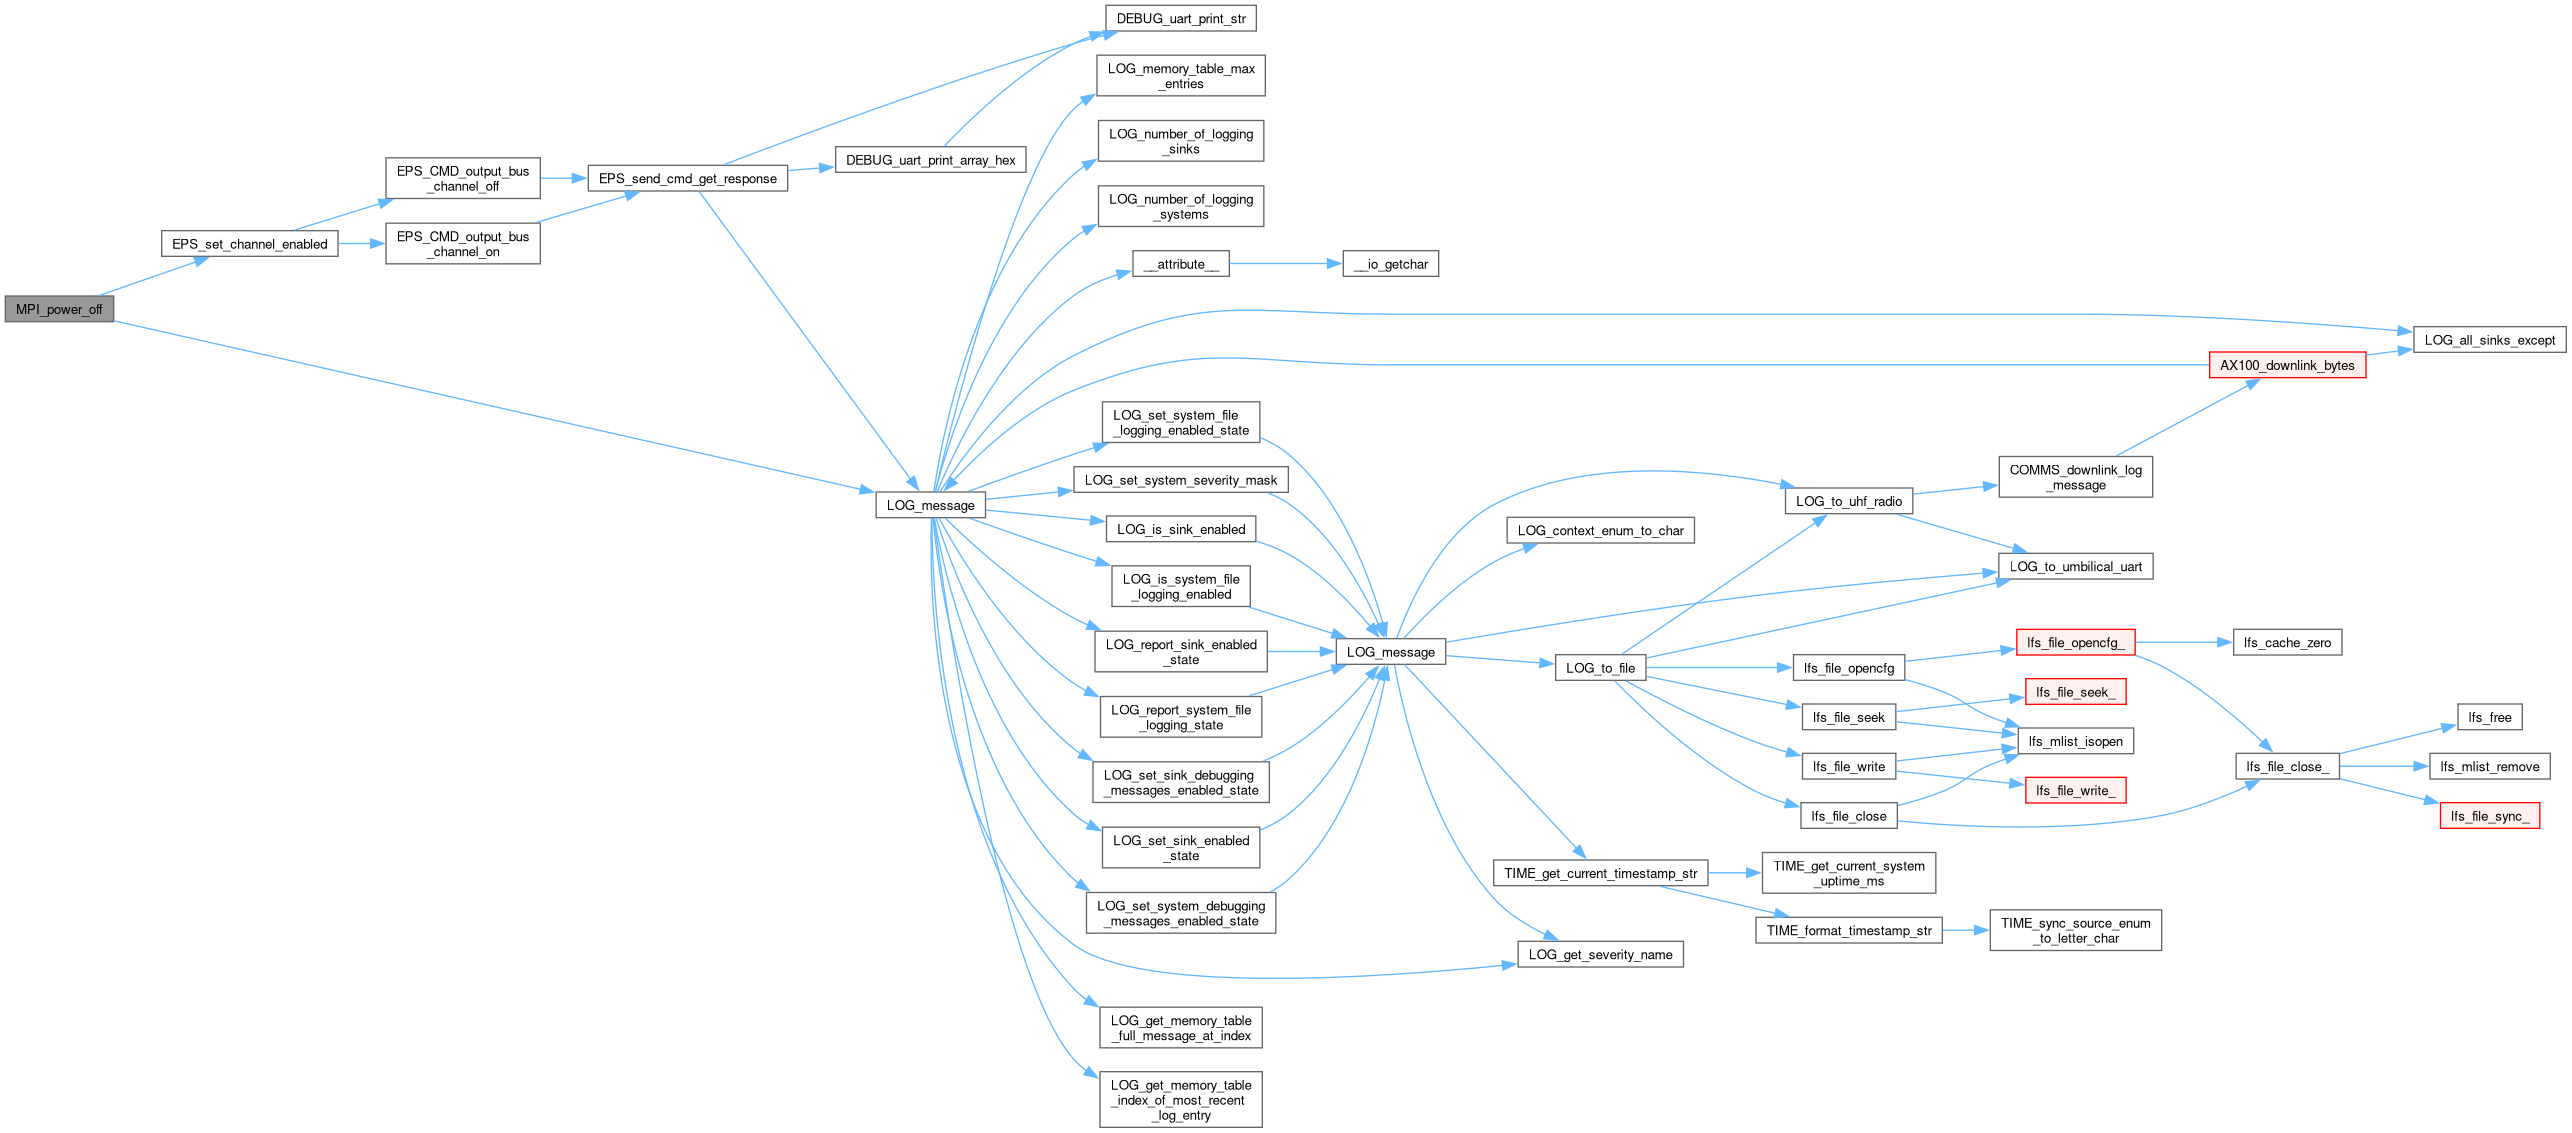 MPI_power_off
EPS_set_channel_enabled
EPS_CMD_output_bus
_channel_off
EPS_CMD_output_bus
_channel_on
EPS_send_cmd_get_response
DEBUG_uart_print_array_hex
DEBUG_uart_print_str
LOG_message
LOG_memory_table_max
_entries
LOG_number_of_logging
_sinks
LOG_number_of_logging
_systems
__attribute__
__io_getchar
LOG_all_sinks_except
AX100_downlink_bytes
LOG_set_system_file
_logging_enabled_state
LOG_set_system_severity_mask
LOG_is_sink_enabled
LOG_is_system_file
_logging_enabled
LOG_report_sink_enabled
_state
LOG_report_system_file
_logging_state
LOG_set_sink_debugging
_messages_enabled_state
LOG_set_sink_enabled
_state
LOG_set_system_debugging
_messages_enabled_state
LOG_get_memory_table
_full_message_at_index
LOG_get_memory_table
_index_of_most_recent
_log_entry
LOG_message
LOG_context_enum_to_char
LOG_to_file
TIME_get_current_timestamp_str
LOG_get_severity_name
LOG_to_uhf_radio
COMMS_downlink_log
_message
LOG_to_umbilical_uart
lfs_file_opencfg
lfs_file_seek
lfs_file_write
lfs_file_close
lfs_file_opencfg_
lfs_file_seek_
lfs_mlist_isopen
lfs_file_write_
lfs_cache_zero
lfs_file_close_
lfs_free
lfs_mlist_remove
lfs_file_sync_
TIME_get_current_system
_uptime_ms
TIME_format_timestamp_str
TIME_sync_source_enum
_to_letter_char